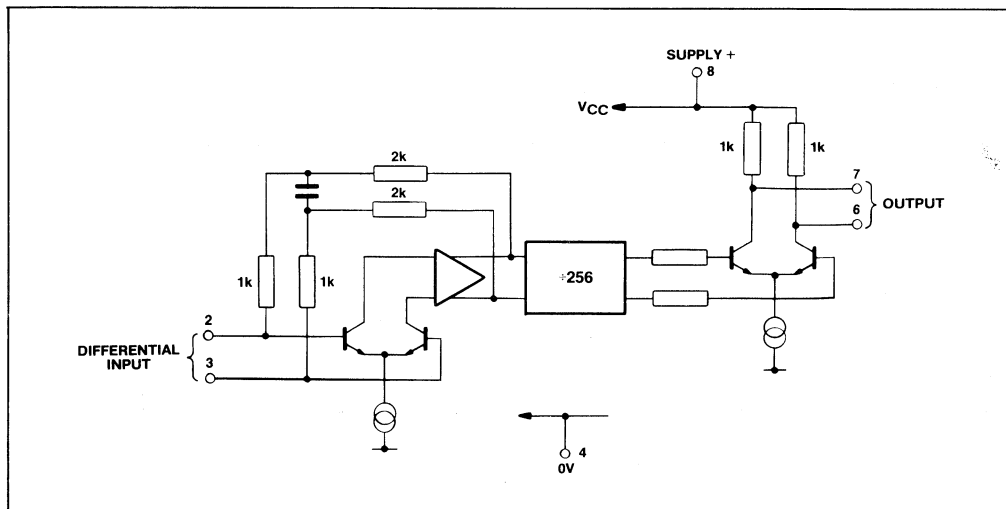 SUPPLY +
8
VCC
1k
1k
2k
2k
7
6
OUTPUT
1k
1k
÷256
2
3
DIFFERENTIAL
INPUT
4
0V